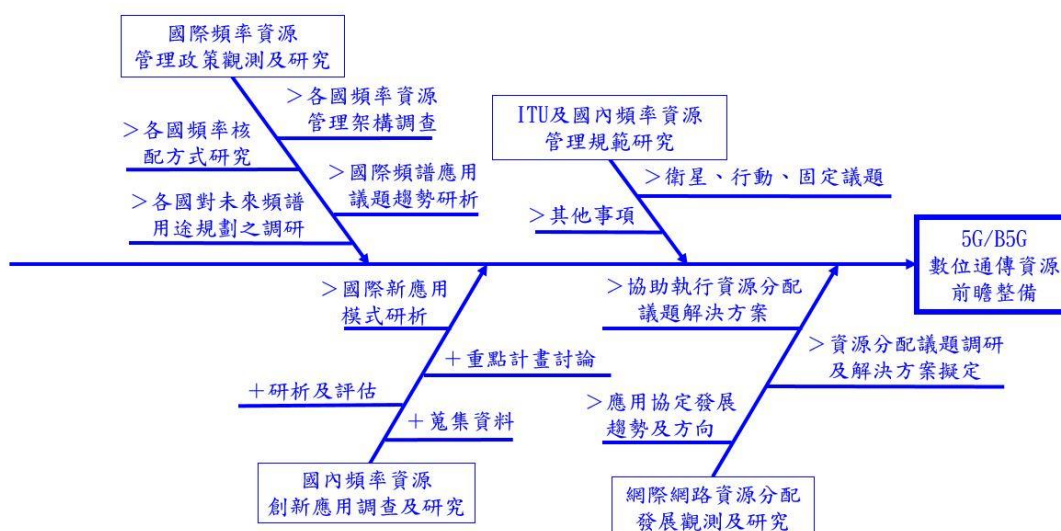 國際頻率資源
管理政策觀測及研究
＞各國頻率資源
管理架構調查
＞各國頻率核
配方式研究
＞國際頻譜應用
議題趨勢研析
＞各國對未來頻譜
用途規劃之調研
ITU及國內頻率資源
管理規範研究
＞衛星、行動、固定議題
＞其他事項
5G/B5G
數位通傳資源
前瞻整備
＞國際新應用
模式研析
＋重點計畫討論
＋研析及評估
＋蒐集資料
國內頻率資源
創新應用調查及研究
＞協助執行資源分配
議題解決方案
＞資源分配議題調研
及解決方案擬定
＞應用協定發展
趨勢及方向
網際網路資源分配
發展觀測及研究